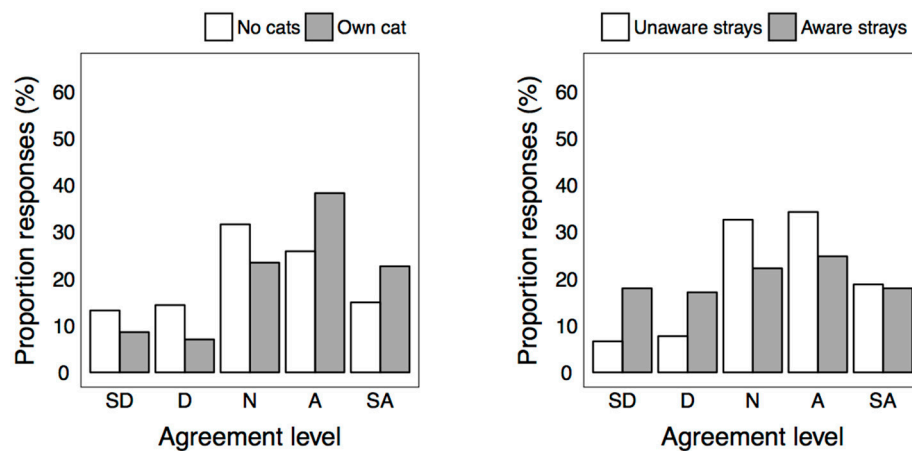 No cats Own cat
Proportion responses (%)
60
50
40
30
20
10
0
SD D N A SA
Agreement level
Unaware strays Aware strays
Proportion responses (%)
60
50
40
30
20
10
0
SD D N A SA
Agreement level